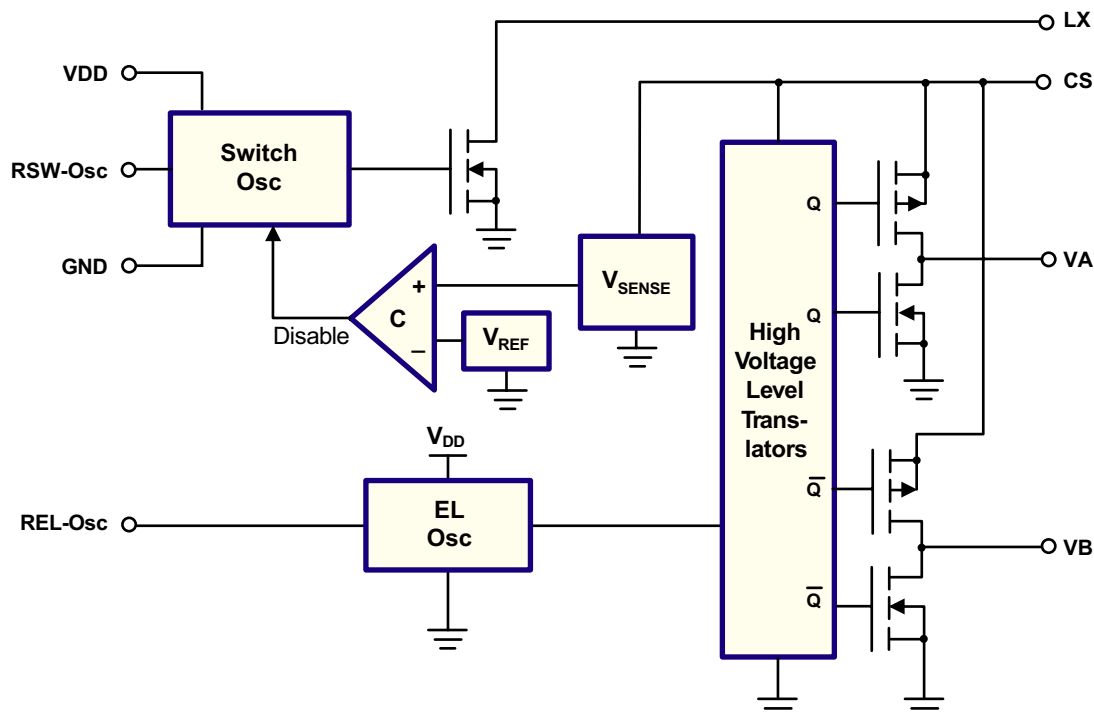 LX
VDD
CS
Switch
Osc
RSW-Osc
Q
GND
VA
+
VSENSE
C
Q
Disable
VREF
–
High
Voltage
Level
Trans-
lators
VDD
Q̅
EL
Osc
REL-Osc
VB
Q̅